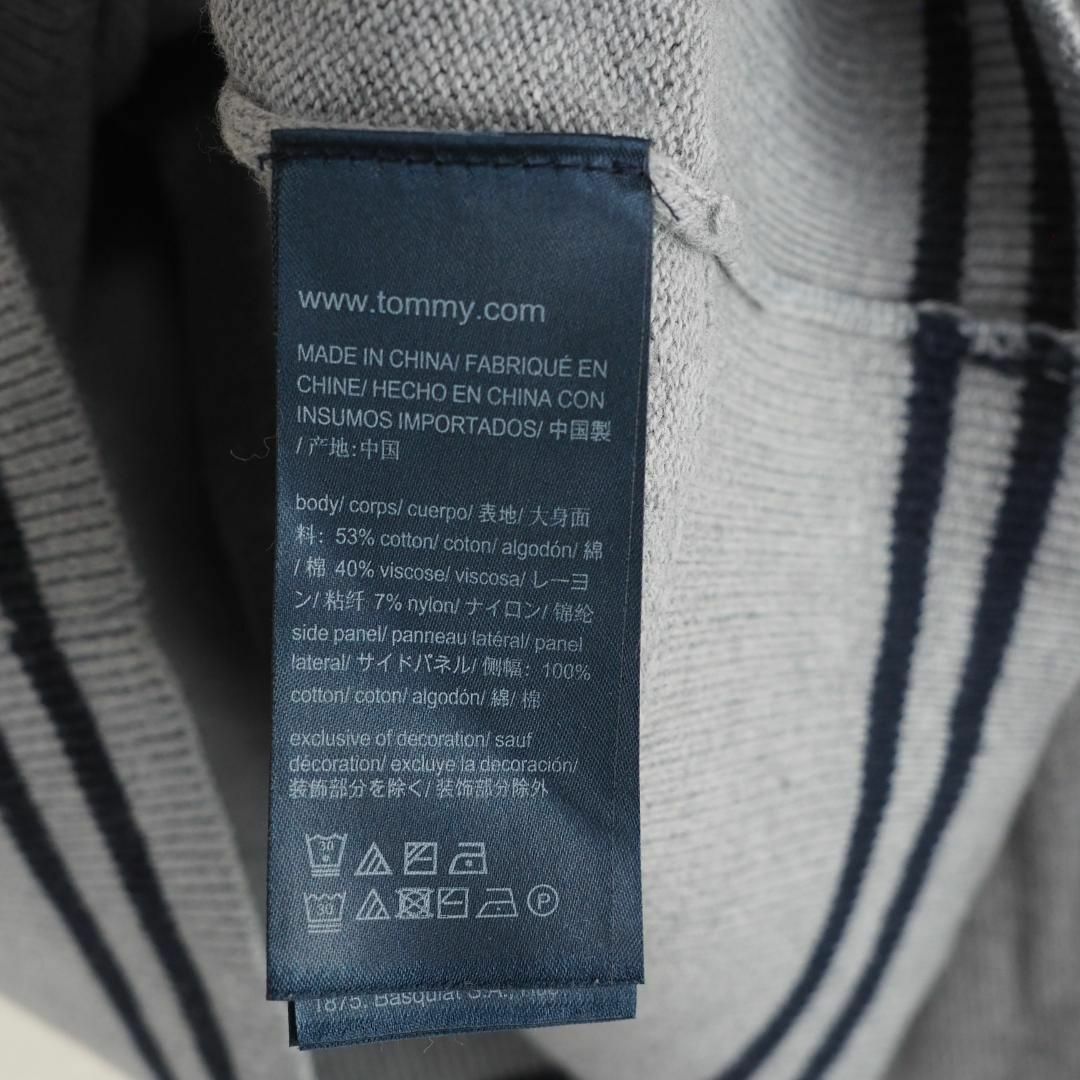 www.tommy.com
MADE IN CHINA/ FABRIQUÉ EN
CHINE/ HECHO EN CHINA CON
INSUMOS IMPORTADOS/ 中国製
/ 产地:中国
body/ corps/ cuerpo/ 表地/ 大身面
料: 53% cotton/ coton/ algodón/ 綿
/ 棉 40% viscose/ viscosa/ レーヨ
ン/ 粘纤 7% nylon/ ナイロン/ 锦纶
side panel/ panneau latéral/ panel
lateral/ サイドパネル/ 侧幅: 100%
cotton/ coton/ algodón/ 綿/ 棉
exclusive of decoration/ sauf
décoration/ excluye la decoración/
装飾部分を除く/ 装饰部分除外
30
30 P
1875, Basquiat S.A.,